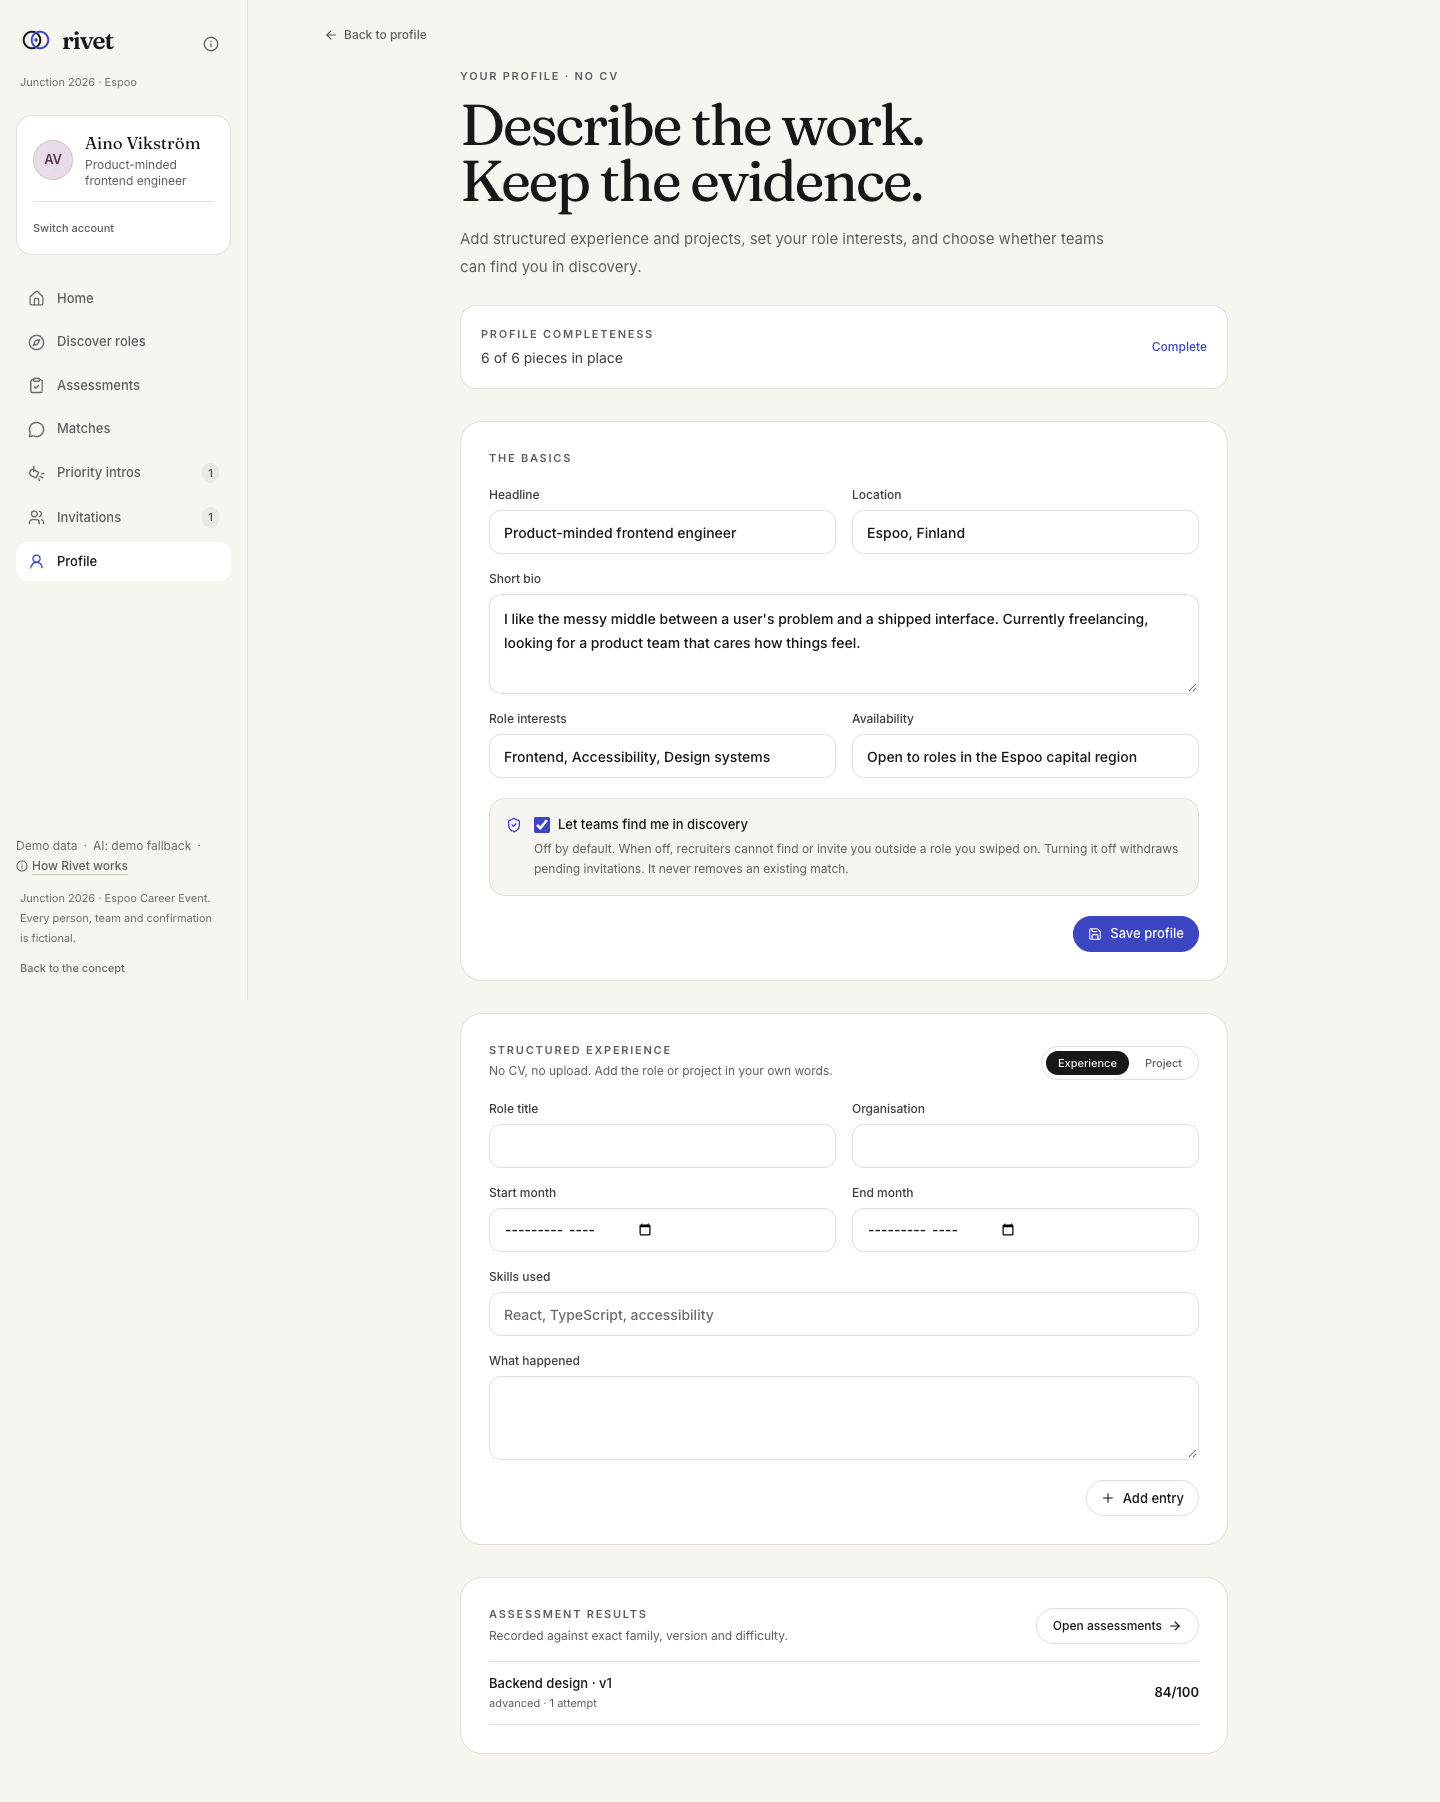 rivet
Junction 2026 · Espoo
AV
Aino Vikström
Product-minded
frontend engineer
Switch account
Home
Discover roles
Assessments
Matches
Priority intros 1
Invitations 1
Profile
Demo data · AI: demo fallback ·
How Rivet works
Junction 2026 · Espoo Career Event.
Every person, team and confirmation
is fictional.
Back to the concept
Back to profile
YOUR PROFILE · NO CV
Describe the work.
Keep the evidence.
Add structured experience and projects, set your role interests, and choose whether teams
can find you in discovery.
PROFILE COMPLETENESS
6 of 6 pieces in place
Complete
THE BASICS
Headline
Location
Product-minded frontend engineer
Espoo, Finland
Short bio
I like the messy middle between a user's problem and a shipped interface. Currently freelancing,
looking for a product team that cares how things feel.
Role interests
Availability
Frontend, Accessibility, Design systems
Open to roles in the Espoo capital region
Let teams find me in discovery
Off by default. When off, recruiters cannot find or invite you outside a role you swiped on. Turning it off withdraws
pending invitations. It never removes an existing match.
Save profile
STRUCTURED EXPERIENCE
No CV, no upload. Add the role or project in your own words.
Experience
Project
Role title
Organisation
Start month
End month
--------- ----
--------- ----
Skills used
React, TypeScript, accessibility
What happened
Add entry
ASSESSMENT RESULTS
Recorded against exact family, version and difficulty.
Open assessments
Backend design · v1
advanced · 1 attempt
84/100